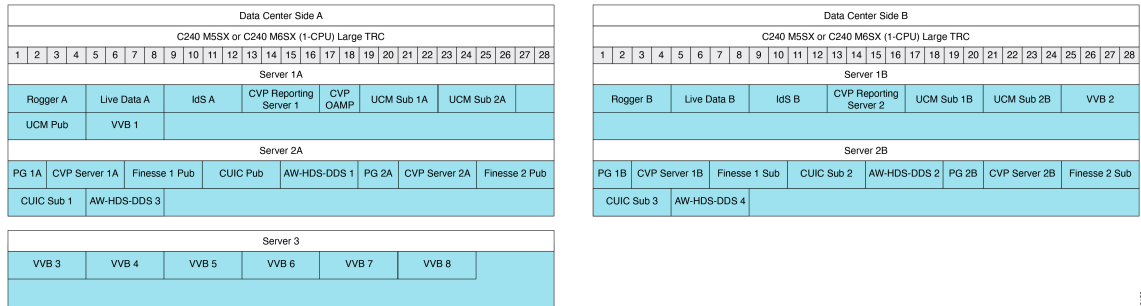 Data Center Side A
C240 M5SX or C240 M6SX (1-CPU) Large TRC
1 2 3 4 5 6 7 8 9 10 11 12 13 14 15 16 17 18 19 20 21 22 23 24 25 26 27 28
Server 1A
Rogger A Live Data A IdS A CVP Reporting Server 1 CVP OAMP UCM Sub 1A UCM Sub 2A
UCM Pub VVB 1
Server 2A
PG 1A CVP Server 1A Finesse 1 Pub CUIC Pub AW-HDS-DDS 1 PG 2A CVP Server 2A Finesse 2 Pub
CUIC Sub 1 AW-HDS-DDS 3
Server 3
VVB 3 VVB 4 VVB 5 VVB 6 VVB 7 VVB 8
Data Center Side B
C240 M5SX or C240 M6SX (1-CPU) Large TRC
1 2 3 4 5 6 7 8 9 10 11 12 13 14 15 16 17 18 19 20 21 22 23 24 25 26 27 28
Server 1B
Rogger B Live Data B IdS B CVP Reporting Server 2 UCM Sub 1B UCM Sub 2B VVB 2
Server 2B
PG 1B CVP Server 1B Finesse 1 Sub CUIC Sub 2 AW-HDS-DDS 2 PG 2B CVP Server 2B Finesse 2 Sub
CUIC Sub 3 AW-HDS-DDS 4